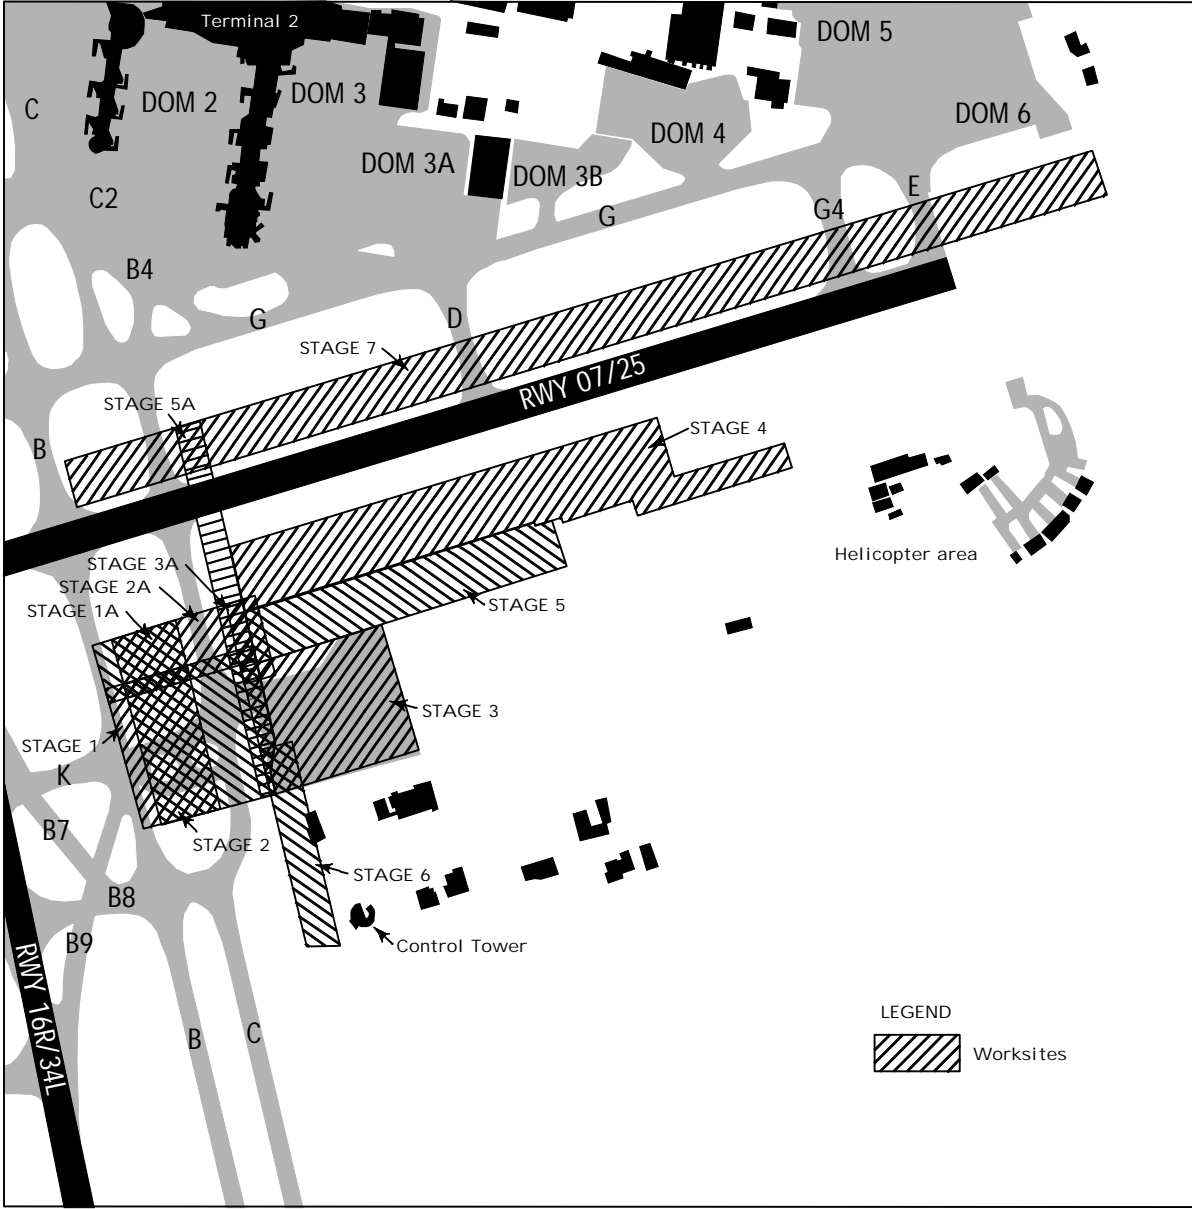 Terminal 2
DOM 5
C
DOM 2
DOM 3
DOM 6
DOM 4
DOM 3A
DOM 3B
C2
E
G
G4
B4
G
D
STAGE 7
RWY 07/25
STAGE 5A
STAGE 4
B
Helicopter area
STAGE 3A
STAGE 2A
STAGE 1A
STAGE 5
STAGE 3
STAGE 1
K
B7
STAGE 2
STAGE 6
B8
B9
Control Tower
RWY 16R/34L
B
C
LEGEND
Worksites